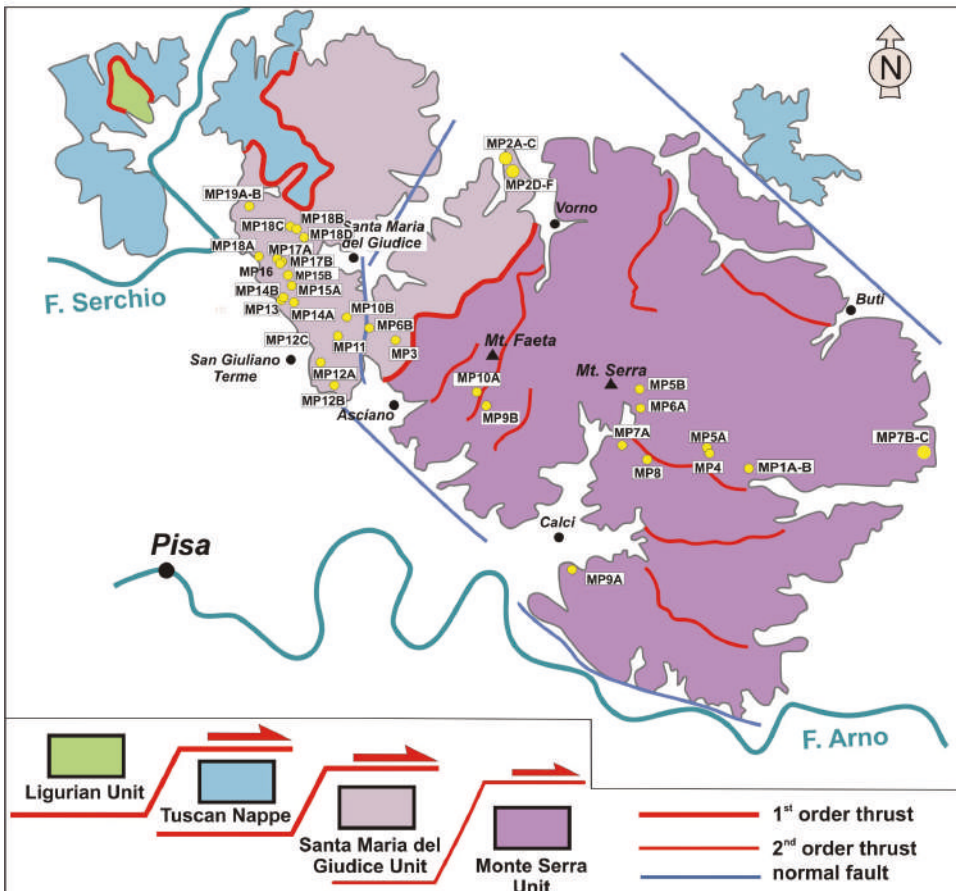 N
MP2A-C
MP2D-F
MP19A-B
Vorno
MP18B
MP18C
Santa Maria
del Giudice
MP18D
MP18A
MP17A
MP17B
MP16
MP15B
F. Serchio
MP14B
MP15A
MP13
Buti
MP14A
MP10B
MP6B
MP12C
MP11
MP3
Mt. Faeta
San Giuliano
Terme
MP12A
Mt. Serra
MP10A
MP5B
MP12B
Asciano
MP9B
MP6A
MP7A
MP5A
MP7B-C
MP8
MP4
MP1A-B
Calci
Pisa
MP9A
F. Arno
Ligurian Unit
Tuscan Nappe
Santa Maria del
Giudice Unit
Monte Serra
Unit
1st order thrust
2nd order thrust
normal fault